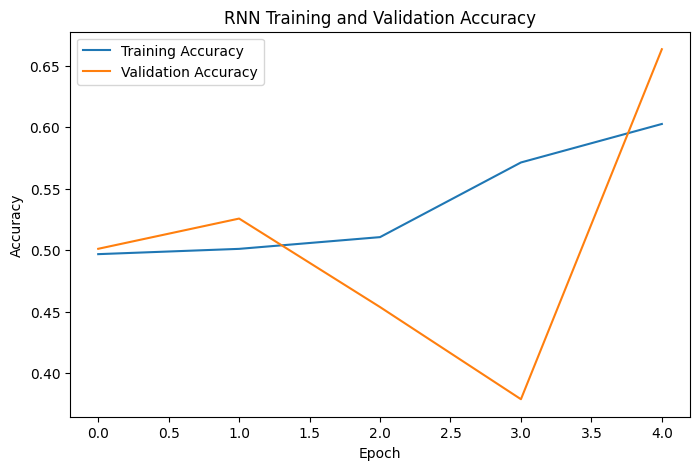 RNN Training and Validation Accuracy
Training Accuracy
Validation Accuracy
Accuracy
0.65
0.60
0.55
0.50
0.45
0.40
0.0 0.5 1.0 1.5 2.0 2.5 3.0 3.5 4.0
Epoch